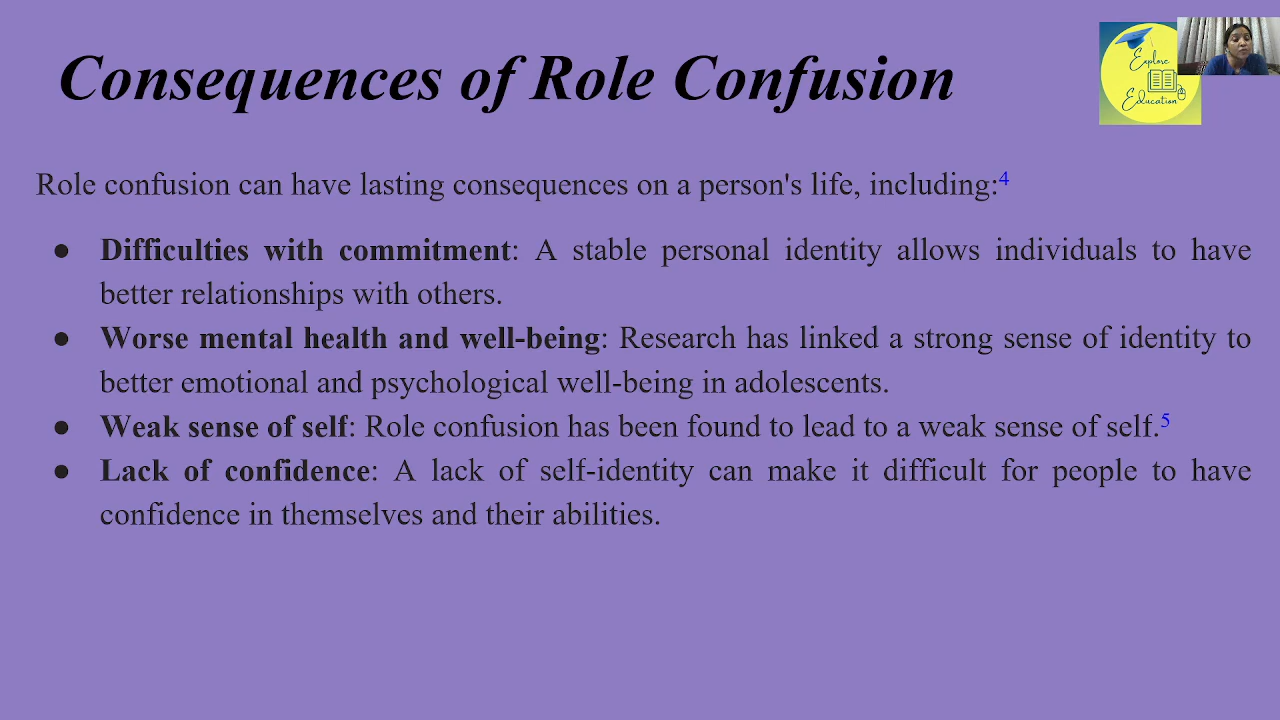 Consequences of Role Confusion
Explore
Education
Role confusion can have lasting consequences on a person's life, including:4
● Difficulties with commitment: A stable personal identity allows individuals to have
better relationships with others.
● Worse mental health and well-being: Research has linked a strong sense of identity to
better emotional and psychological well-being in adolescents.
● Weak sense of self: Role confusion has been found to lead to a weak sense of self.5
● Lack of confidence: A lack of self-identity can make it difficult for people to have
confidence in themselves and their abilities.